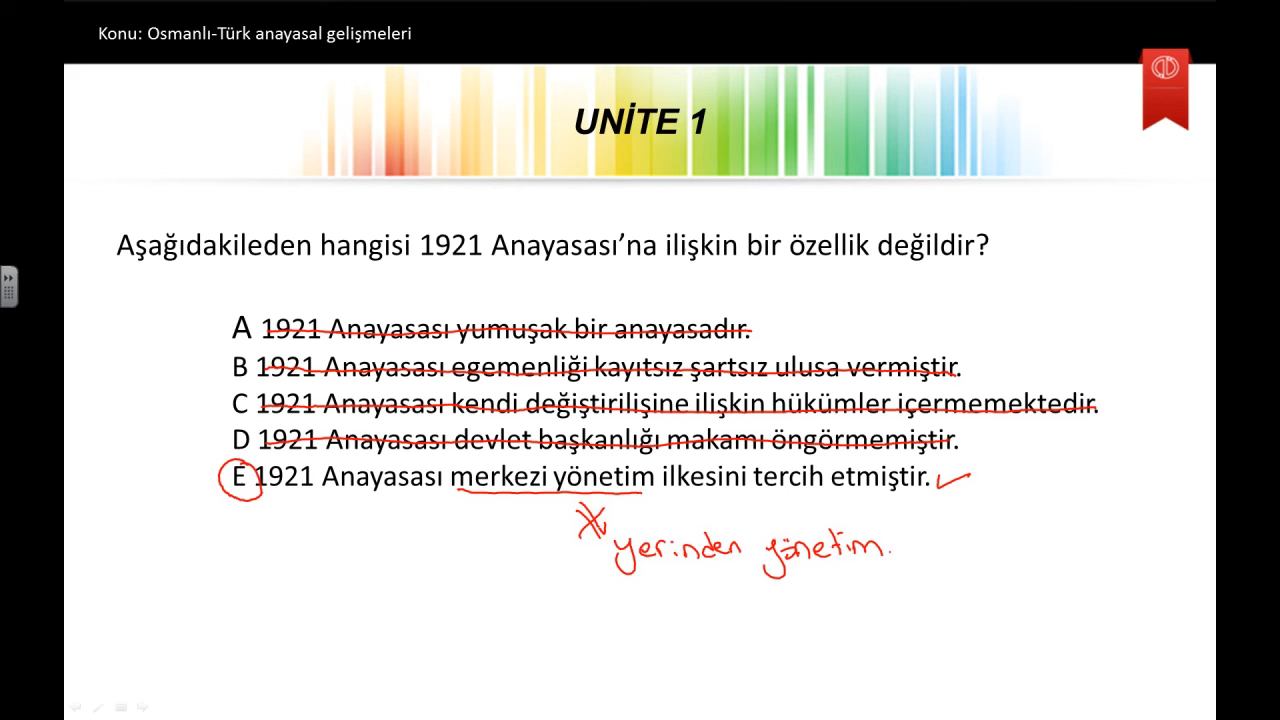 Konu: Osmanlı-Türk anayasal gelişmeleri
UNİTE 1
Aşağıdakileden hangisi 1921 Anayasası’na ilişkin bir özellik değildir?
A 1921 Anayasası yumuşak bir anayasadır.
B 1921 Anayasası egemenliği kayıtsız şartsız ulusa vermiştir.
C 1921 Anayasası kendi değiştirilişine ilişkin hükümler içermemektedir.
D 1921 Anayasası devlet başkanlığı makamı öngörmemiştir.
E 1921 Anayasası merkezi yönetim ilkesini tercih etmiştir.
yerinden yönetim.